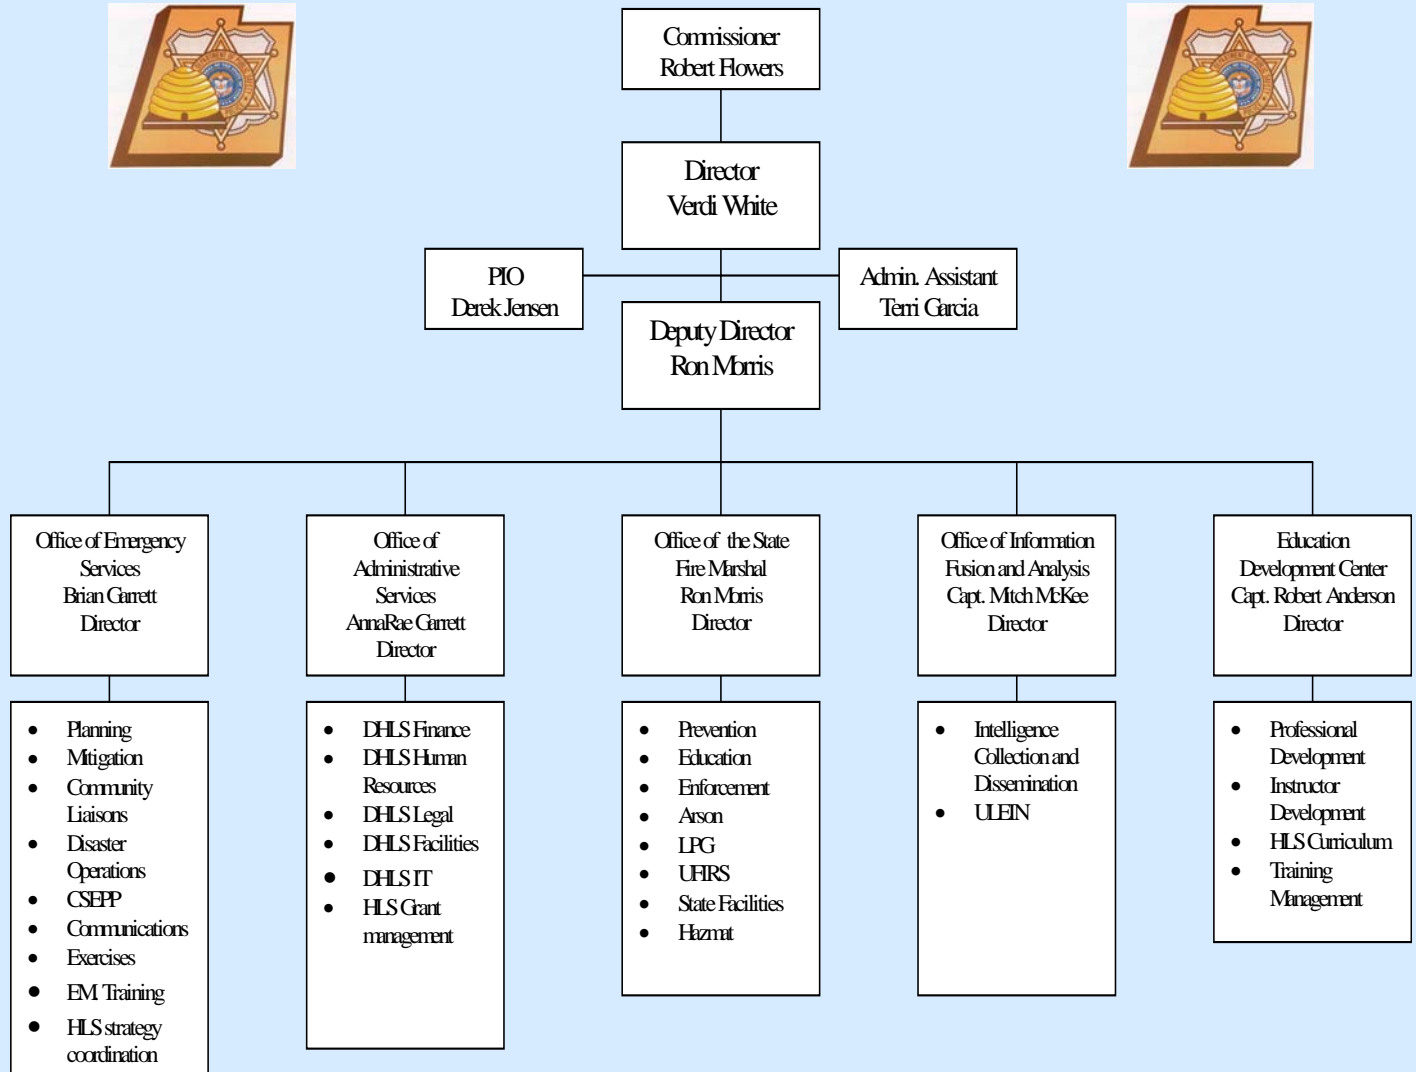 Commissioner
Robert Flowers
Director
Verdi White
PIO
Derek Jensen
Admin. Assistant
Terri Garcia
Deputy Director
Ron Morris
Office of Emergency
Services
Brian Garrett
Director
Office of
Administrative
Services
AnnaRae Garrett
Director
Office of the State
Fire Marshal
Ron Morris
Director
Office of Information
Fusion and Analysis
Capt. Mitch McKee
Director
Education
Development Center
Capt. Robert Anderson
Director
• Planning
• Mitigation
• Community
Liaisons
• Disaster
Operations
• CSEPP
• Communications
• Exercises
• EM. Training
• HLS strategy
coordination
• DHLS Finance
• DHLS Human
Resources
• DHLS Legal
• DHLS Facilities
• DHLS IT
• HLS Grant
management
• Prevention
• Education
• Enforcement
• Arson
• LPG
• UFIRS
• State Facilities
• Hazmat
• Intelligence
Collection and
Dissemination
• ULEIN
• Professional
Development
• Instructor
Development
• HLS Curriculum
• Training
Management